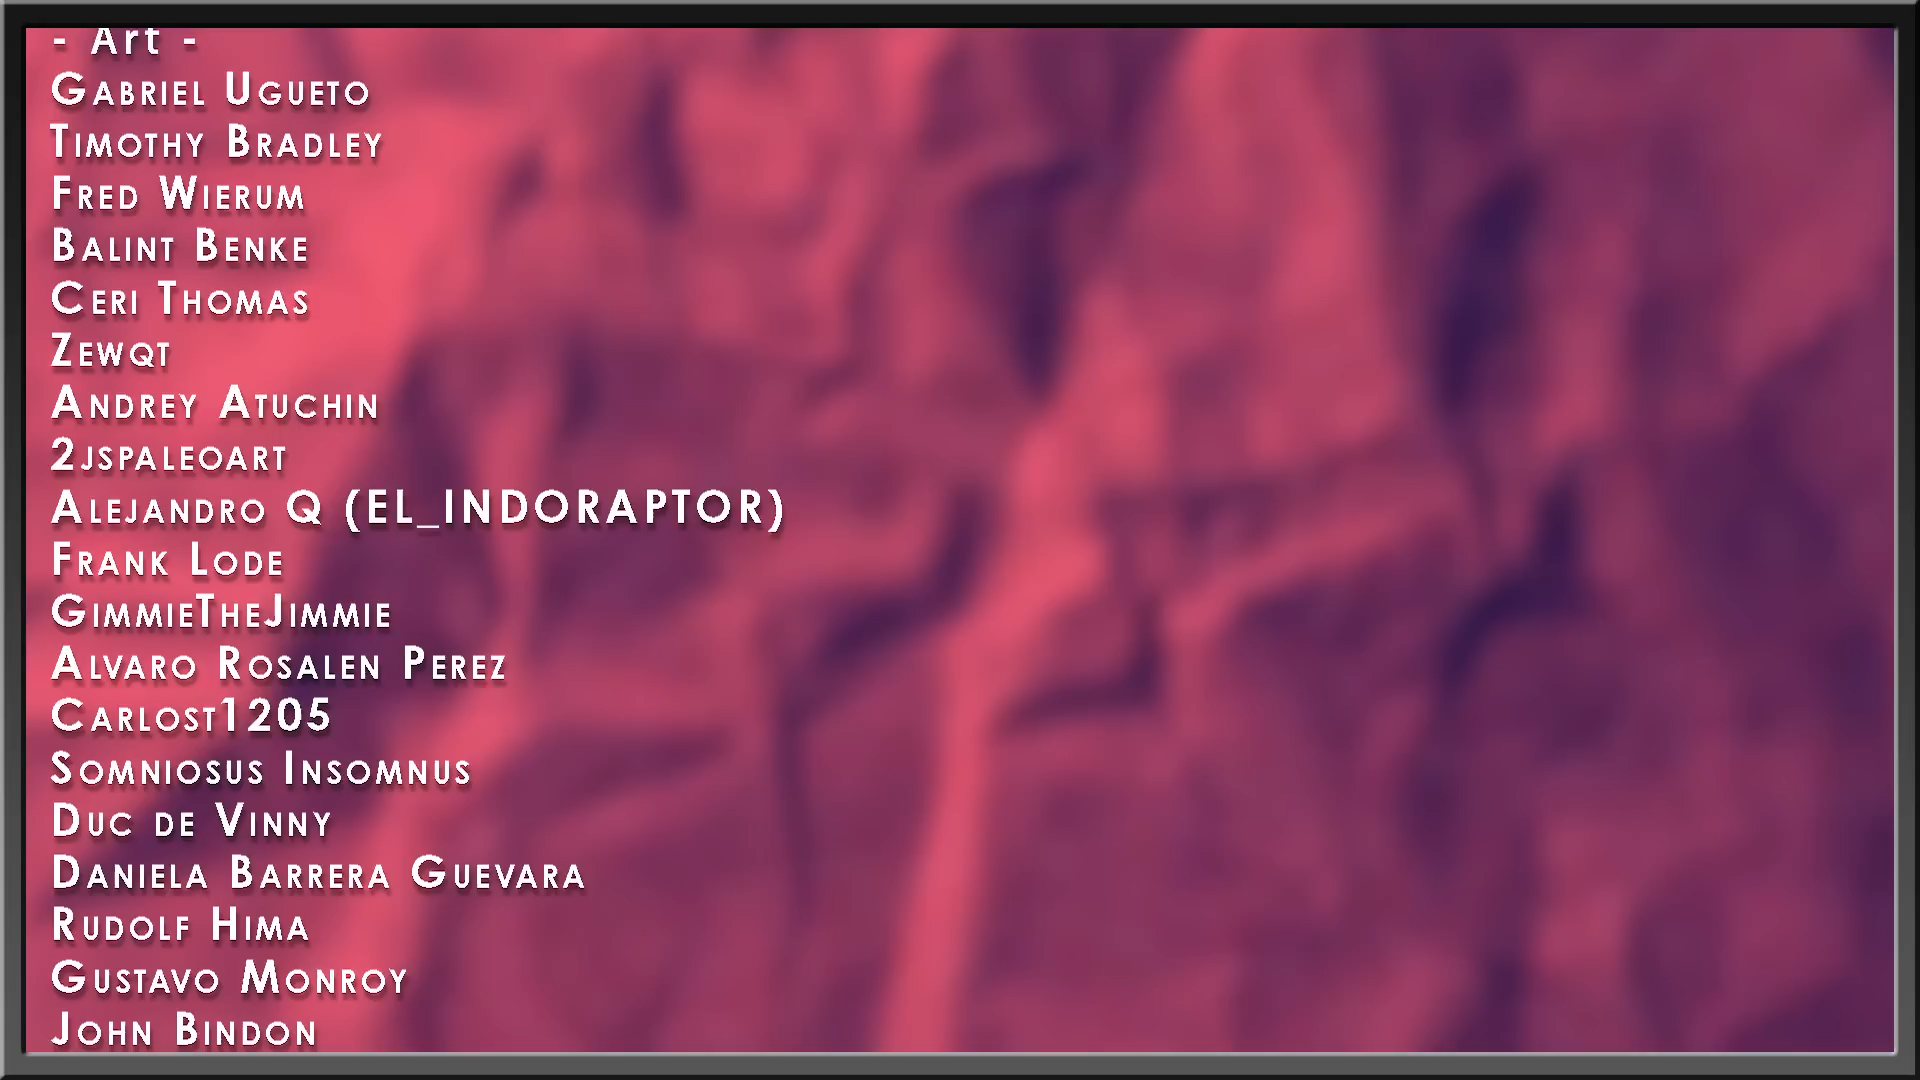 - Art -
Gabriel Ugueto
Timothy Bradley
Fred Wierum
Balint Benke
Ceri Thomas
Zewqt
Andrey Atuchin
2jspaleoart
Alejandro Q (EL_INDORAPTOR)
Frank Lode
GimmieTheJimmie
Alvaro Rosalen Perez
Carlost1205
Somniosus Insomnus
Duc de Vinny
Daniela Barrera Guevara
Rudolf Hima
Gustavo Monroy
John Bindon